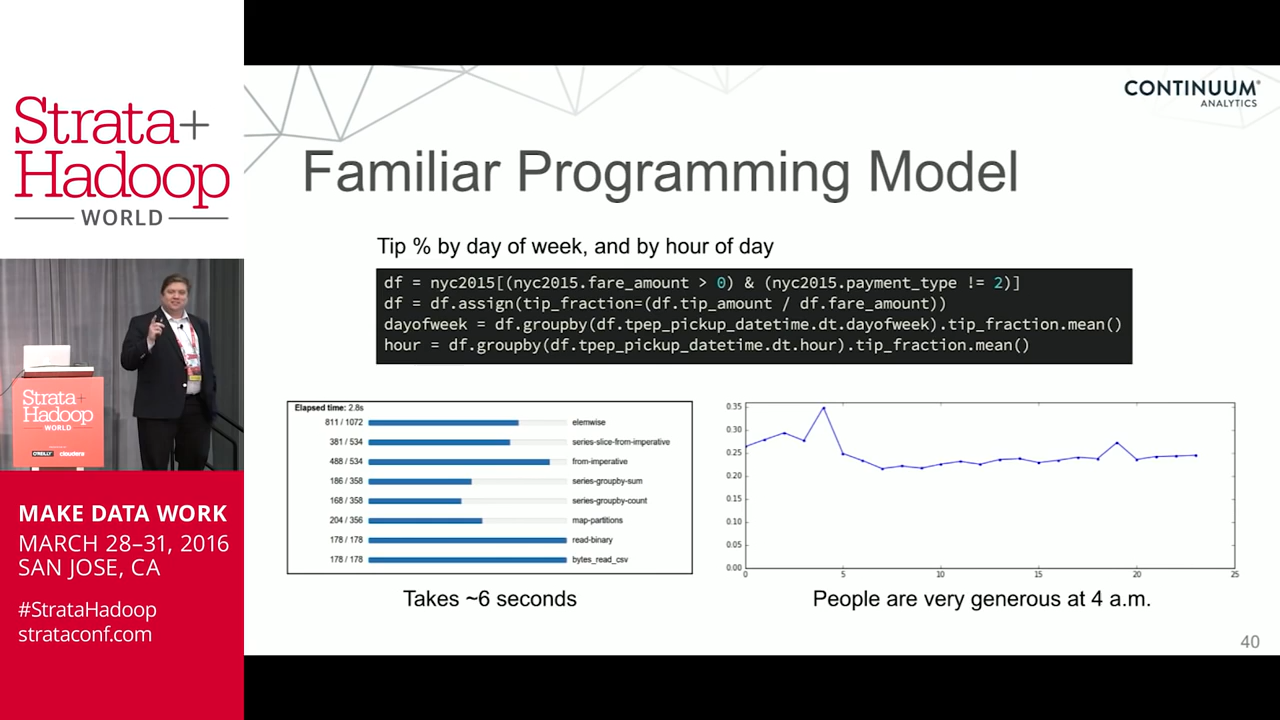 Strata+
Hadoop
WORLD
Strata+
Hadoop
WORLD
O'REILLY cloudera
MAKE DATA WORK
MARCH 28–31, 2016
SAN JOSE, CA
#StrataHadoop
strataconf.com
CONTINUUM®
ANALYTICS
Familiar Programming Model
Tip % by day of week, and by hour of day
df = nyc2015[(nyc2015.fare_amount > 0) & (nyc2015.payment_type != 2)]
df = df.assign(tip_fraction=(df.tip_amount / df.fare_amount))
dayofweek = df.groupby(df.tpep_pickup_datetime.dt.dayofweek).tip_fraction.mean()
hour = df.groupby(df.tpep_pickup_datetime.dt.hour).tip_fraction.mean()
Elapsed time: 2.8s
811 / 1072 elemwise
381 / 534 series-slice-from-imperative
488 / 534 from-imperative
186 / 358 series-groupby-sum
168 / 358 series-groupby-count
204 / 356 map-partitions
178 / 178 read-binary
178 / 178 bytes_read_csv
Takes ~6 seconds
0.35
0.30
0.25
0.20
0.15
0.10
0.05
0.00
0 5 10 15 20 25
People are very generous at 4 a.m.
40